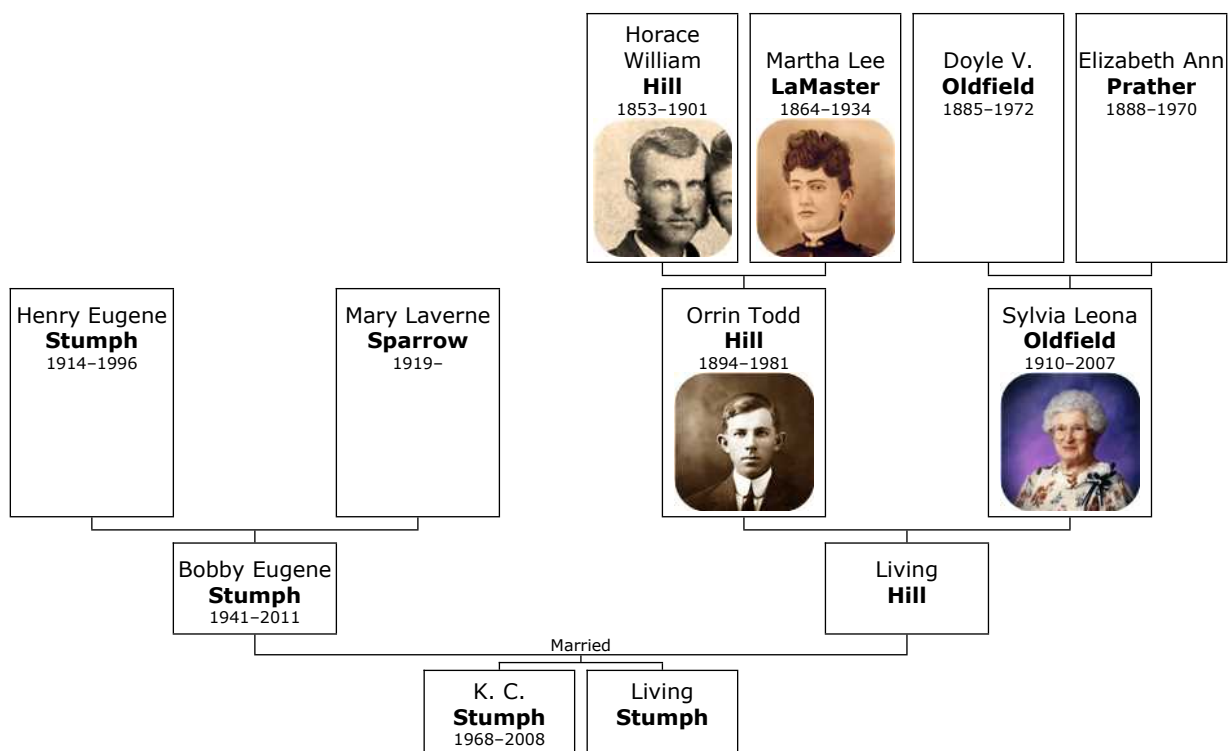 Horace
William
Hill
1853–1901
Martha Lee
LaMaster
1864–1934
Doyle V.
Oldfield
1885–1972
Elizabeth Ann
Prather
1888–1970
Henry Eugene
Stumph
1914–1996
Mary Laverne
Sparrow
1919–
Orrin Todd
Hill
1894–1981
Sylvia Leona
Oldfield
1910–2007
Bobby Eugene
Stumph
1941–2011
Living
Hill
Married
K. C.
Stumph
1968–2008
Living
Stumph